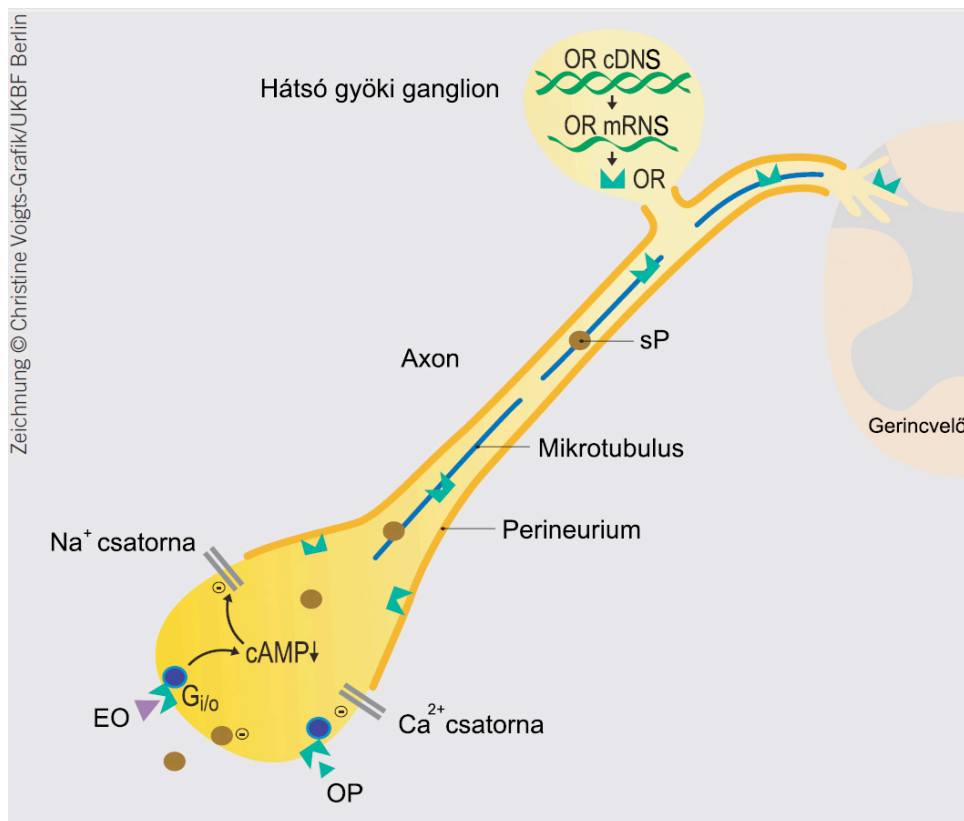 Zeichnung © Christine Voigts-Grafik/UKBF Berlin
OR cDNS
Hátsó gyöki ganglion
OR mRNS
OR
sP
Axon
Gerincvelő
Mikrotubulus
Perineurium
Na⁺ csatorna
cAMP↓
Gi/o
EO
Ca²⁺ csatorna
OP